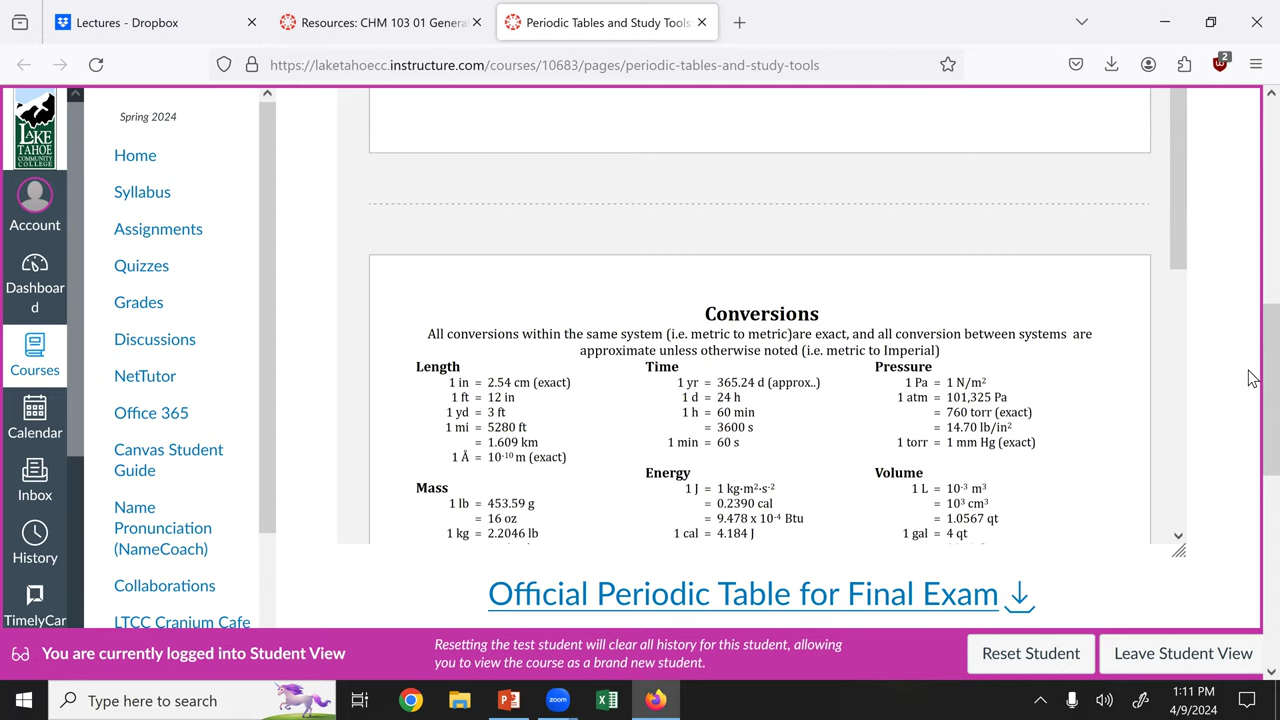 Lectures - Dropbox
Resources: CHM 103 01 Genera
Periodic Tables and Study Tools
https://laketahoecc.instructure.com/courses/10683/pages/periodic-tables-and-study-tools
2
LAKE
TAHOE
COMMUNITY
COLLEGE
Account
Dashboar
d
Courses
Calendar
Inbox
History
TimelyCar
Spring 2024
Home
Syllabus
Assignments
Quizzes
Grades
Discussions
NetTutor
Office 365
Canvas Student
Guide
Name
Pronunciation
(NameCoach)
Collaborations
LTCC Cranium Cafe
Conversions
All conversions within the same system (i.e. metric to metric)are exact, and all conversion between systems are
approximate unless otherwise noted (i.e. metric to Imperial)
Length
1 in = 2.54 cm (exact)
1 ft = 12 in
1 yd = 3 ft
1 mi = 5280 ft
= 1.609 km
1 Å = 10⁻¹⁰ m (exact)
Mass
1 lb = 453.59 g
= 16 oz
1 kg = 2.2046 lb
Time
1 yr = 365.24 d (approx..)
1 d = 24 h
1 h = 60 min
= 3600 s
1 min = 60 s
Energy
1 J = 1 kg·m²·s⁻²
= 0.2390 cal
= 9.478 x 10⁻⁴ Btu
1 cal = 4.184 J
Pressure
1 Pa = 1 N/m²
1 atm = 101,325 Pa
= 760 torr (exact)
= 14.70 lb/in²
1 torr = 1 mm Hg (exact)
Volume
1 L = 10⁻³ m³
= 10³ cm³
= 1.0567 qt
1 gal = 4 qt
Official Periodic Table for Final Exam
You are currently logged into Student View
Resetting the test student will clear all history for this student, allowing
you to view the course as a brand new student.
Reset Student
Leave Student View
Type here to search
zoom
1:11 PM
4/9/2024